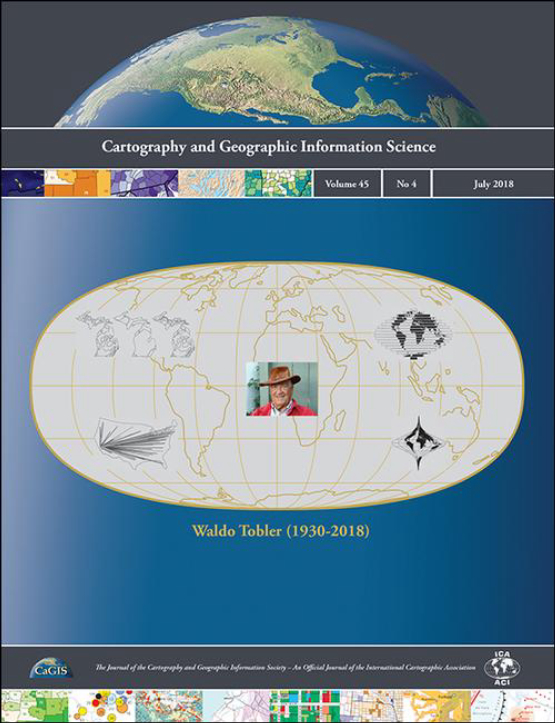 Cartography and Geographic Information Science
Volume 45
No 4
July 2018
Waldo Tobler (1930-2018)
CaGIS
The Journal of the Cartography and Geographic Information Society – An Official Journal of the International Cartographic Association
ICA
ACI